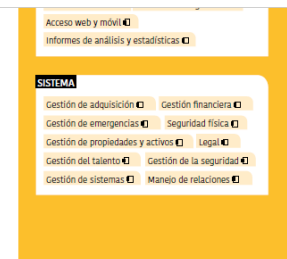 Acceso web y móvil
Informes de análisis y estadísticas
SISTEMA
Gestión de adquisición Gestión financiera
Gestión de emergencias Seguridad física
Gestión de propiedades y activos Legal
Gestión del talento Gestión de la seguridad
Gestión de sistemas Manejo de relaciones